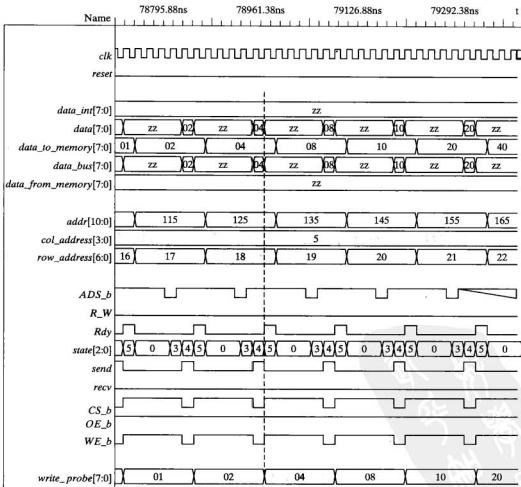 Name 78795.88ns 78961.38ns 79126.88ns 79292.38ns t
clk
reset
data_int[7:0] zz
data[7:0] zz 02 zz 04 zz 08 zz 10 zz 20 zz
data_to_memory[7:0] 01 02 04 08 10 20 40
data_bus[7:0] zz 02 zz 04 zz 08 zz 10 zz 20 zz
data_from_memory[7:0] zz
addr[10:0] 115 125 135 145 155 165
col_address[3:0] 5
row_address[6:0] 16 17 18 19 20 21 22
ADS_b
R_W
Rdy
state[2:0] 5 0 3 4 5 0 3 4 5 0 3 4 5 0 3 4 5 0 3 4 5 0
send
recv
CS_b
OE_b
WE_b
write_probe[7:0] 01 02 04 08 10 20